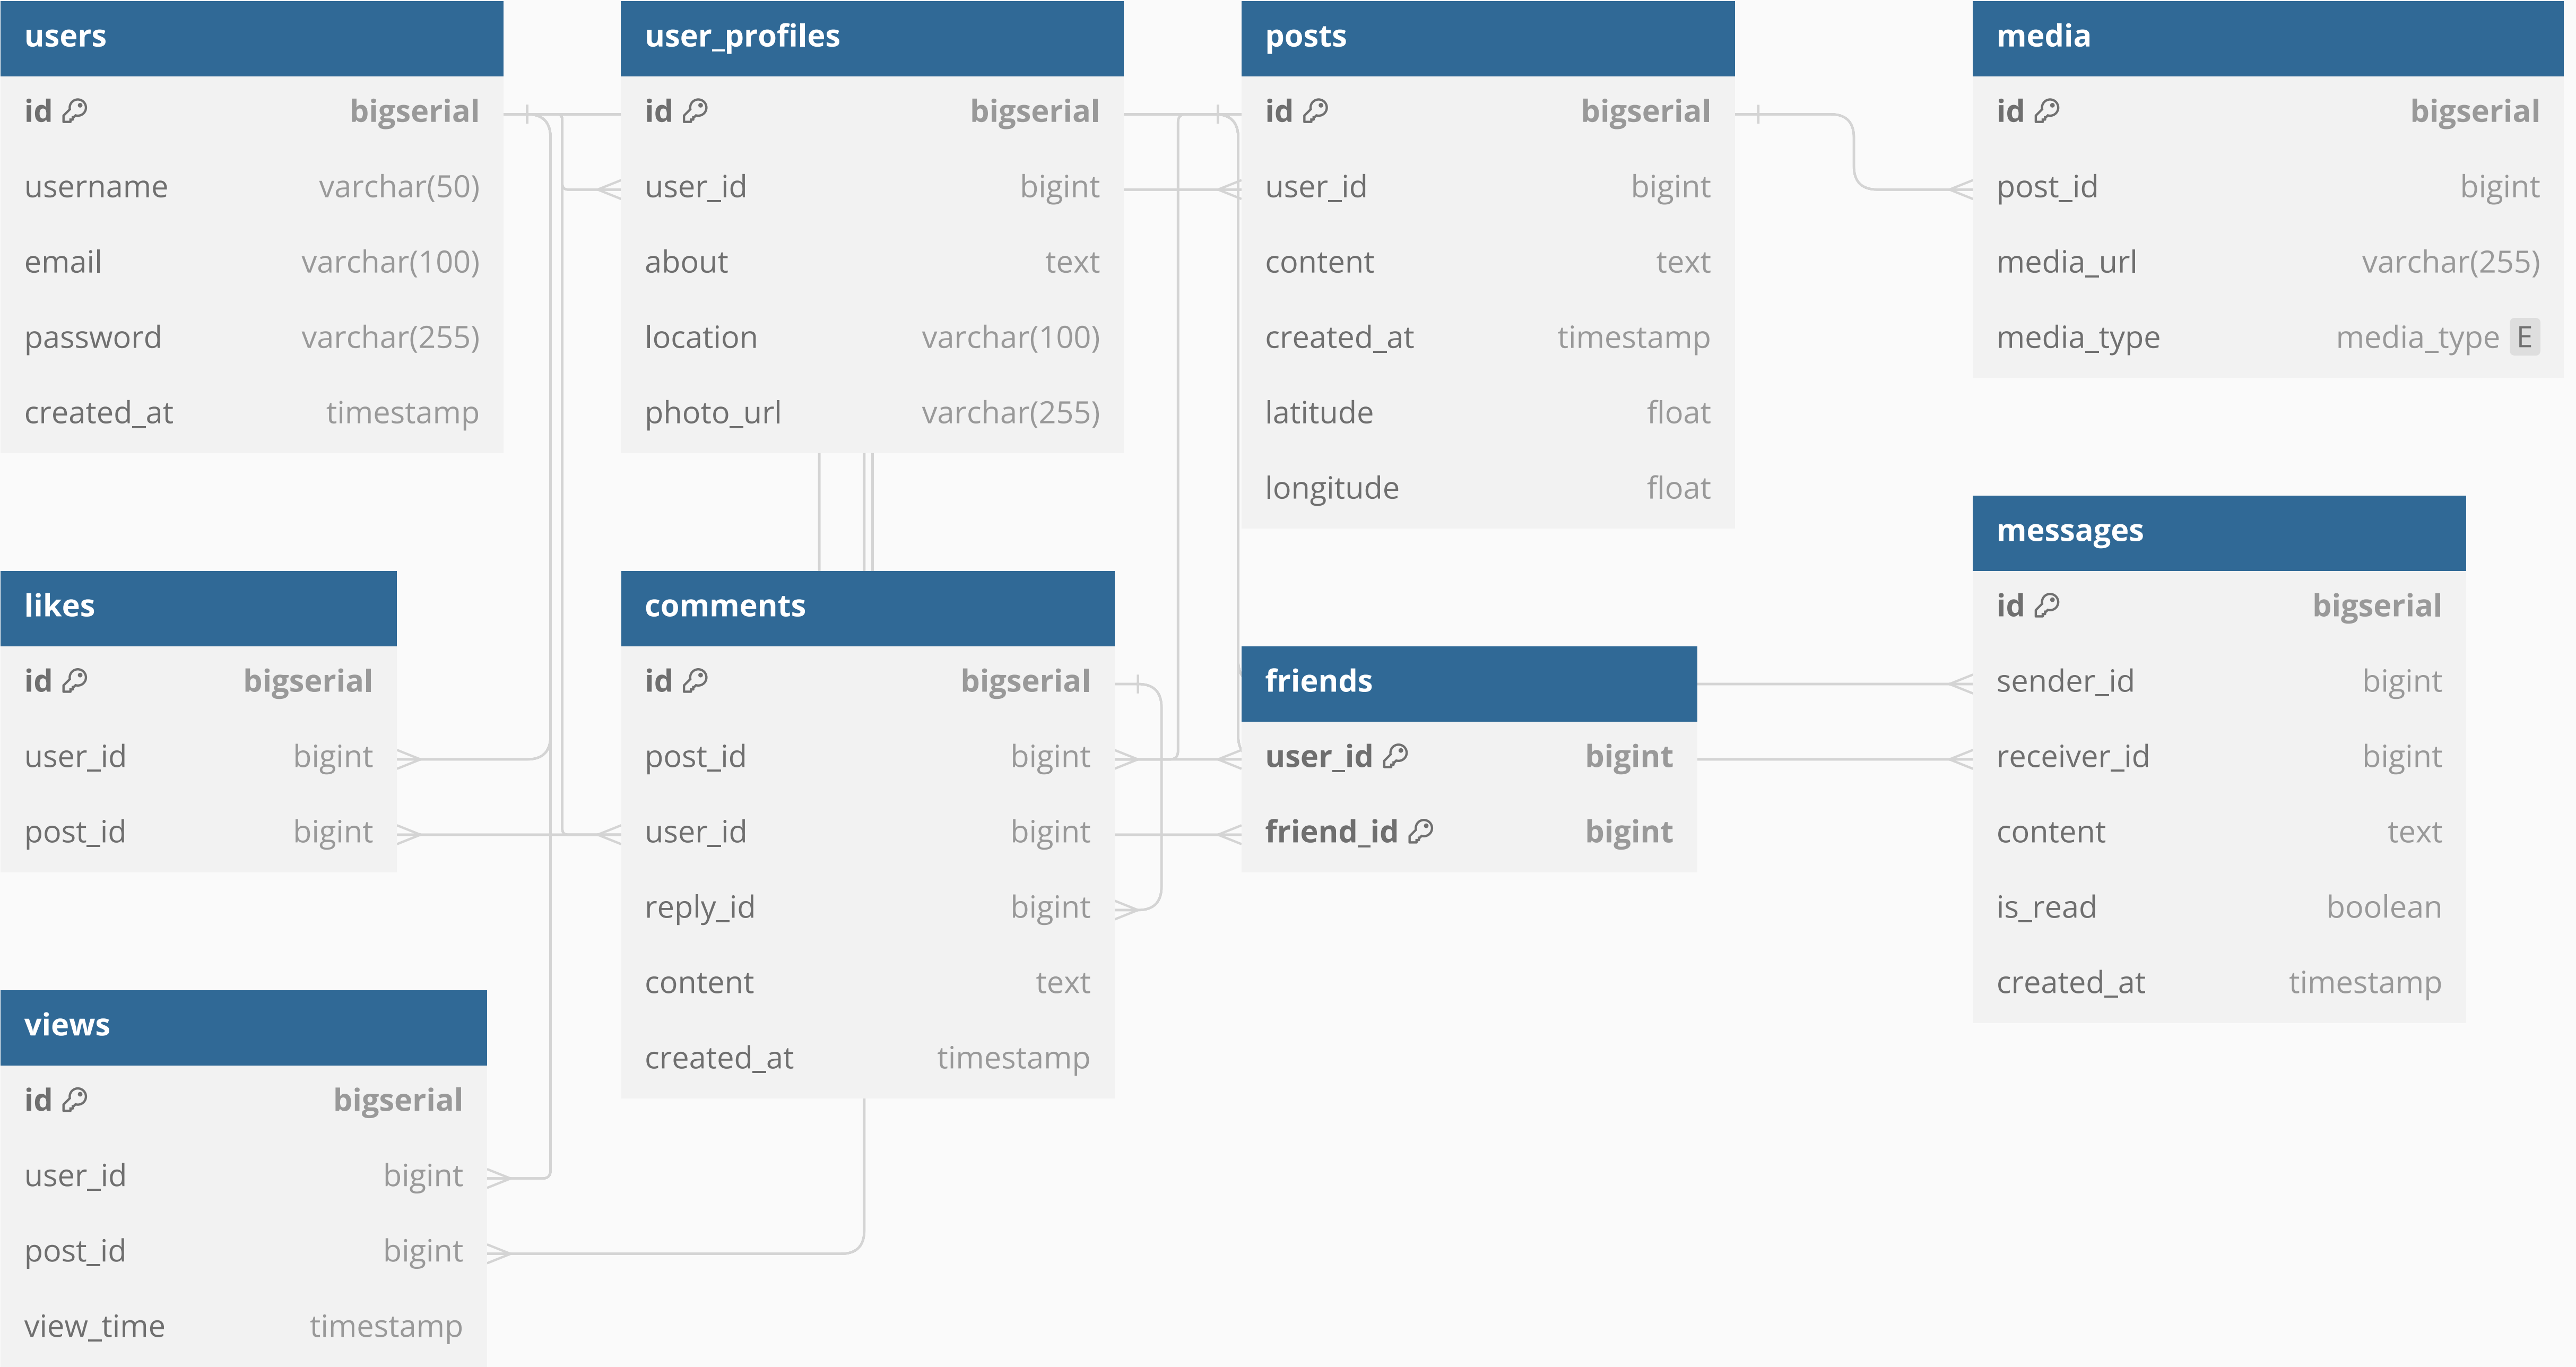 users
id bigserial
username varchar(50)
email varchar(100)
password varchar(255)
created_at timestamp
user_profiles
id bigserial
user_id bigint
about text
location varchar(100)
photo_url varchar(255)
posts
id bigserial
user_id bigint
content text
created_at timestamp
latitude float
longitude float
media
id bigserial
post_id bigint
media_url varchar(255)
media_type media_type E
likes
id bigserial
user_id bigint
post_id bigint
comments
id bigserial
post_id bigint
user_id bigint
reply_id bigint
content text
created_at timestamp
friends
user_id bigint
friend_id bigint
messages
id bigserial
sender_id bigint
receiver_id bigint
content text
is_read boolean
created_at timestamp
views
id bigserial
user_id bigint
post_id bigint
view_time timestamp